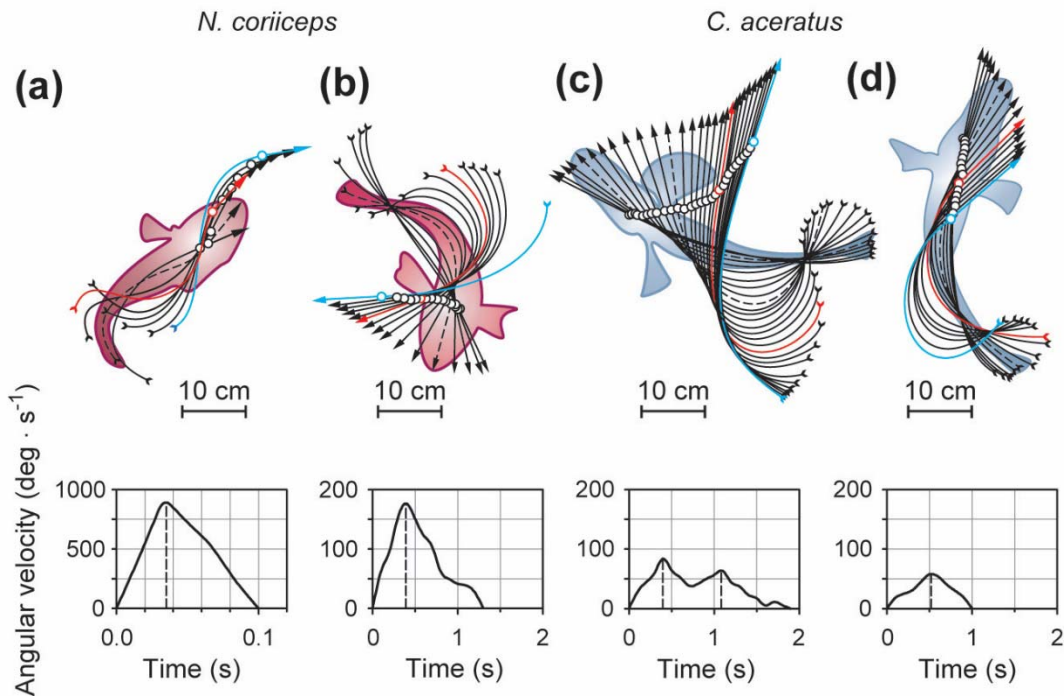 N. coriiceps C. aceratus
(a) (b) (c) (d)
10 cm 10 cm 10 cm 10 cm
Angular velocity (deg · s⁻¹)
1000 200 200 200
500 100 100 100
0 0 0 0
0.0 0.1 0 1 2 0 1 2 0 1 2
Time (s) Time (s) Time (s) Time (s)